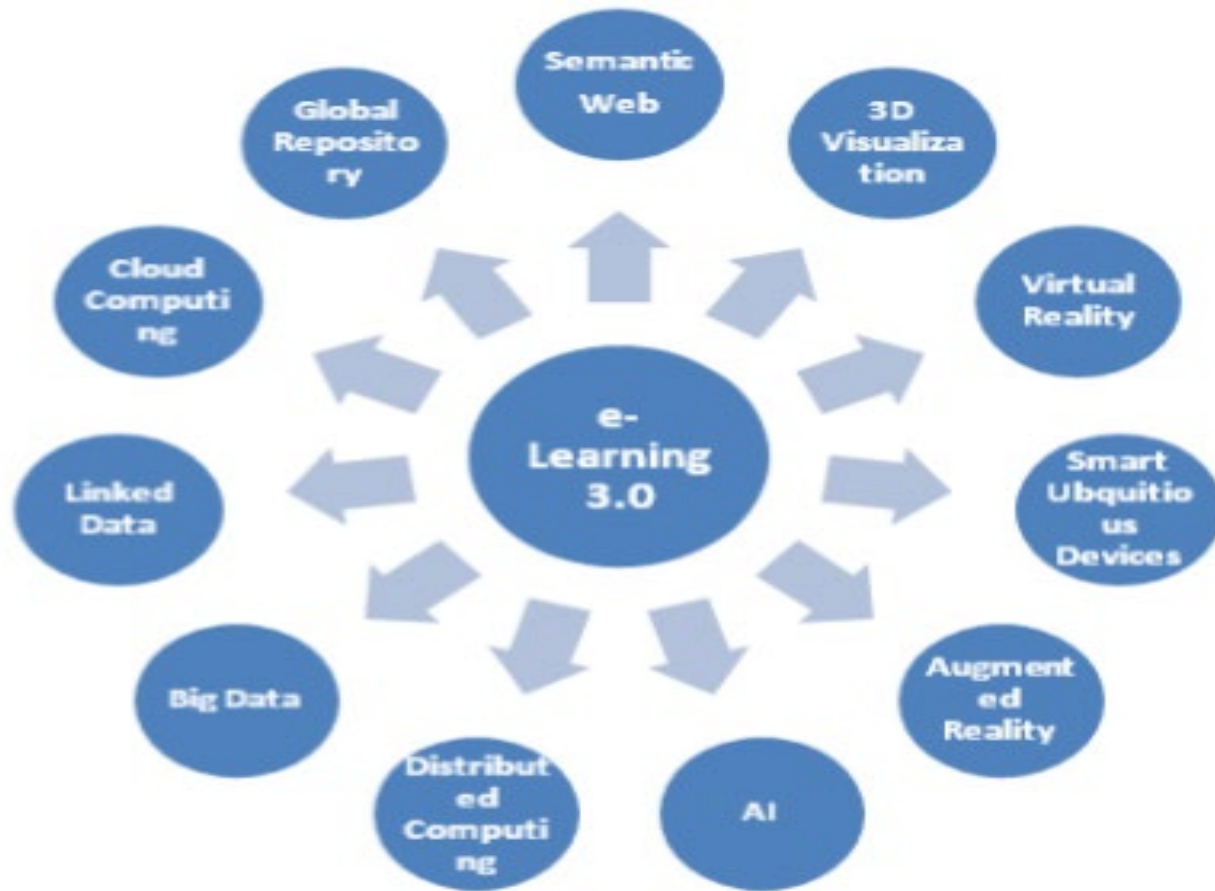 Semantic
Web
3D
Visualiza
tion
Virtual
Reality
Smart
Ubquitio
us
Devices
Augment
ed
Reality
AI
Distribut
ed
Computi
ng
Big Data
Linked
Data
Cloud
Computi
ng
Global
Reposito
ry
e-
Learning
3.0